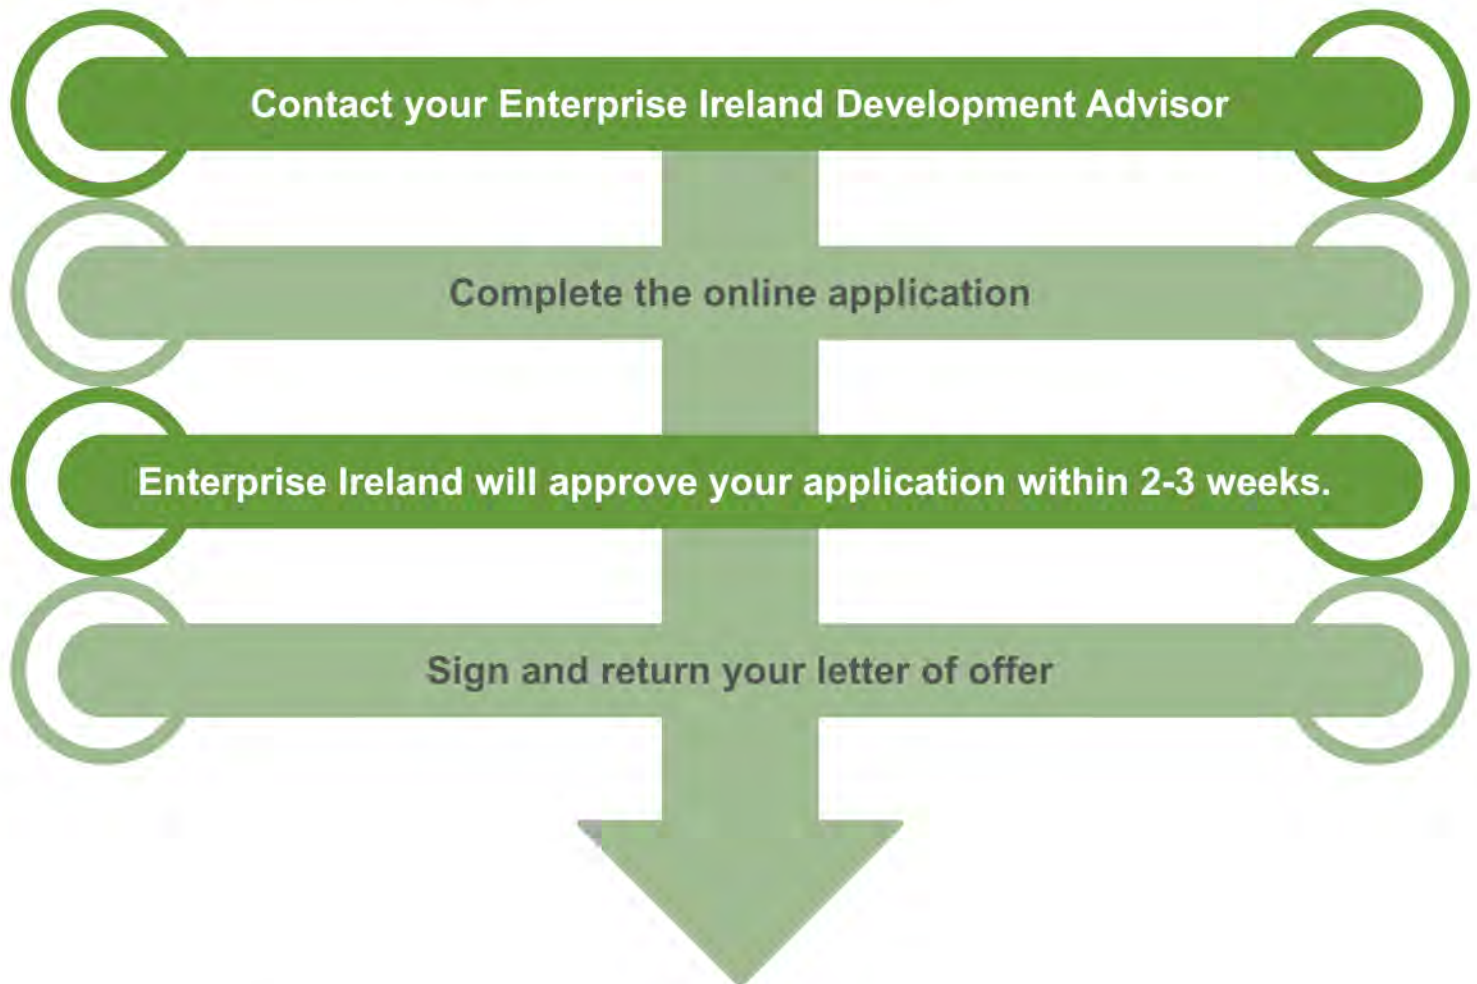 Contact your Enterprise Ireland Development Advisor
Complete the online application
Enterprise Ireland will approve your application within 2-3 weeks.
Sign and return your letter of offer